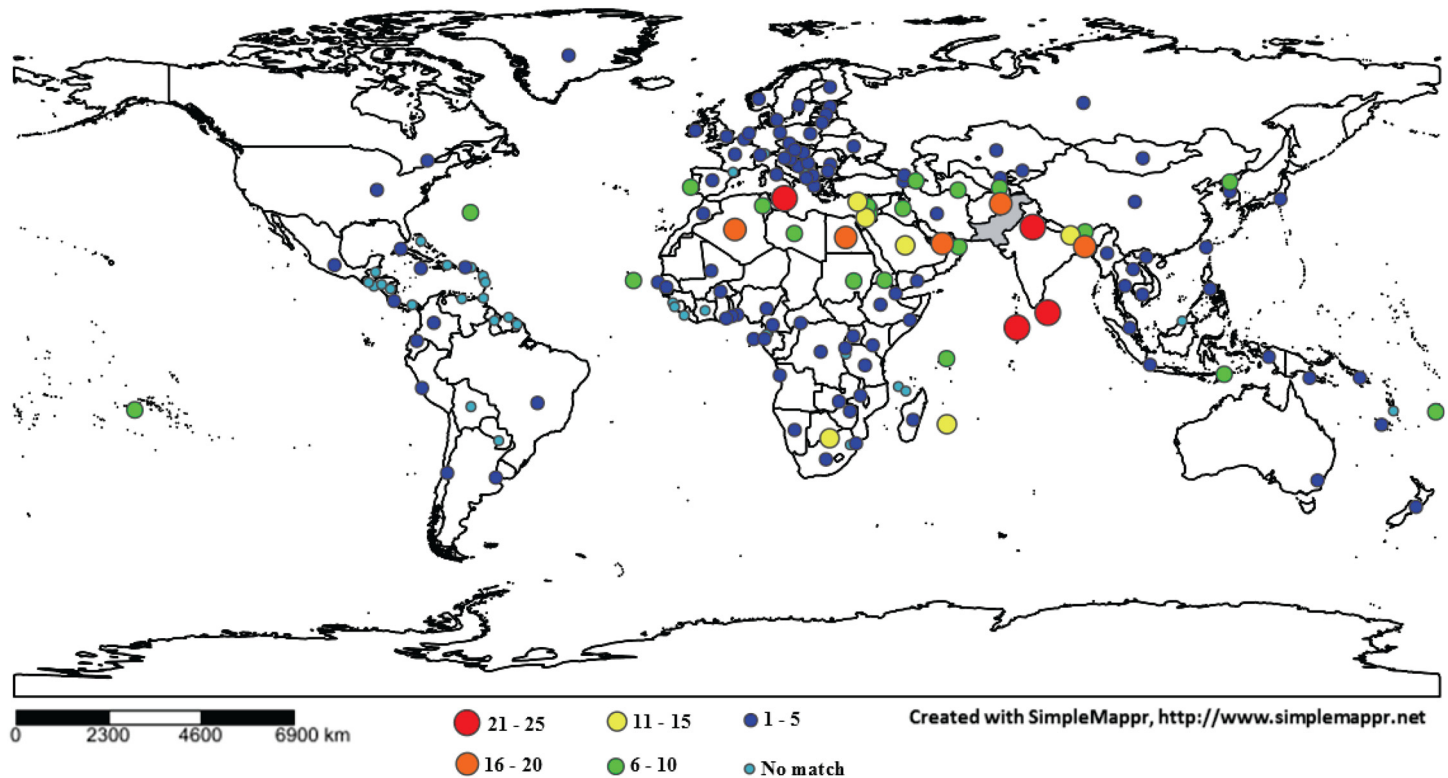 21 - 25
11 - 15
1 - 5
Created with SimpleMappr, http://www.simplemappr.net
0 2300 4600 6900 km
16 - 20
6 - 10
No match